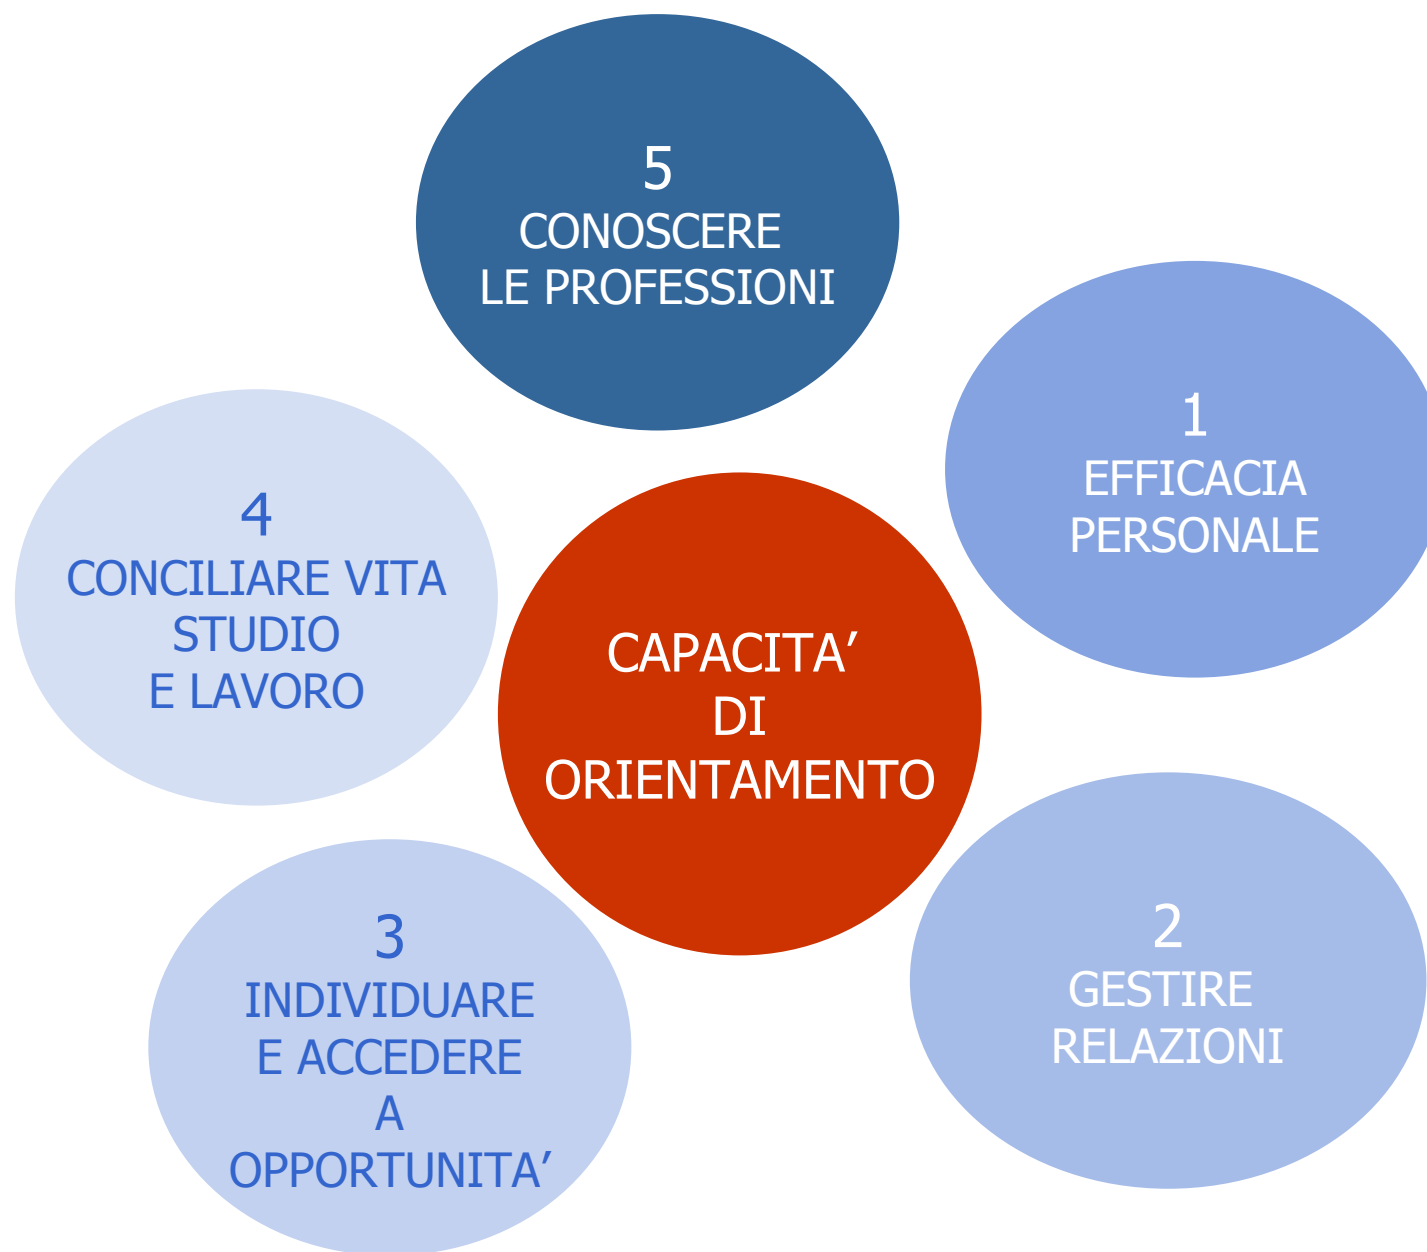 5
CONOSCERE
LE PROFESSIONI
1
EFFICACIA
PERSONALE
4
CONCILIARE VITA
STUDIO
E LAVORO
CAPACITA’
DI
ORIENTAMENTO
3
INDIVIDUARE
E ACCEDERE
A
OPPORTUNITA’
2
GESTIRE
RELAZIONI